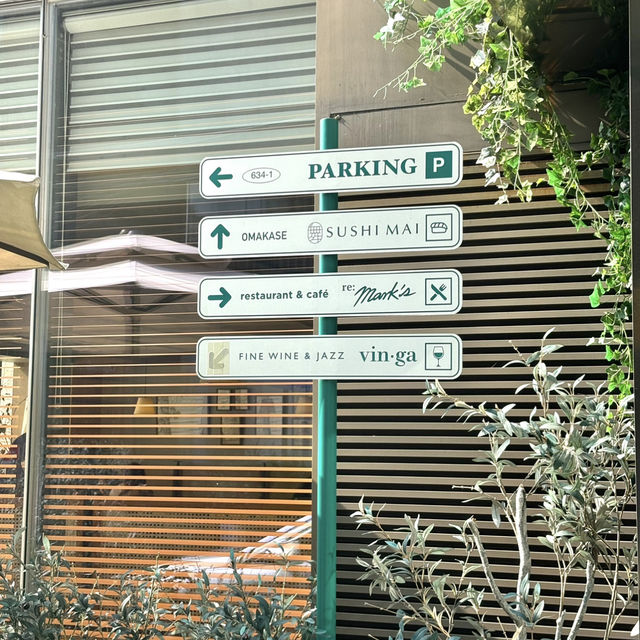 634-1 PARKING P
OMAKASE SUSHI MAI
restaurant & café re: Mark's
FINE WINE & JAZZ vin·ga